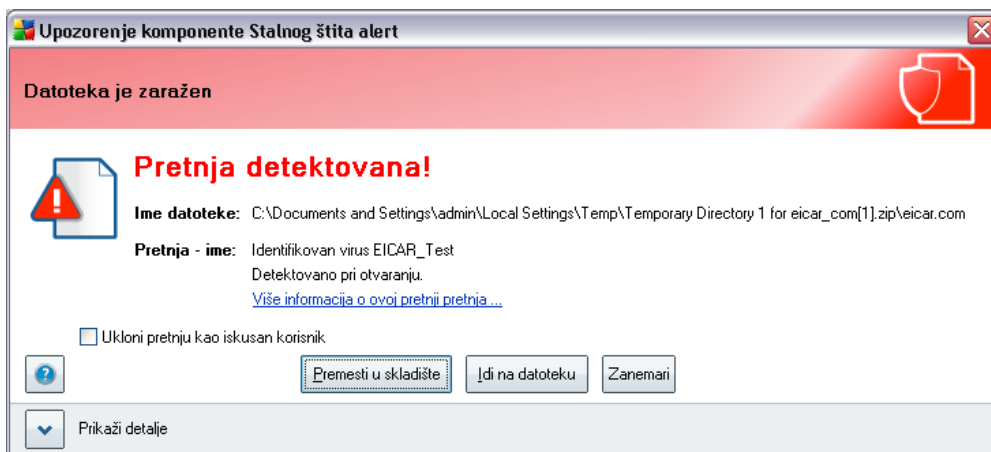 Upozorenje komponente Stalnog štita alert
Datoteka je zaražen
Pretnja detektovana!
Ime datoteke: C:\Documents and Settings\admin\Local Settings\Temp\Temporary Directory 1 for eicar_com[1].zip\eicar.com
Pretnja - ime: Identifikovan virus EICAR_Test
Detektovano pri otvaranju.
Više informacija o ovoj pretnji pretnja ...
Ukloni pretnju kao iskusan korisnik
Premesti u skladište Idi na datoteku Zanemari
Prikaži detalje